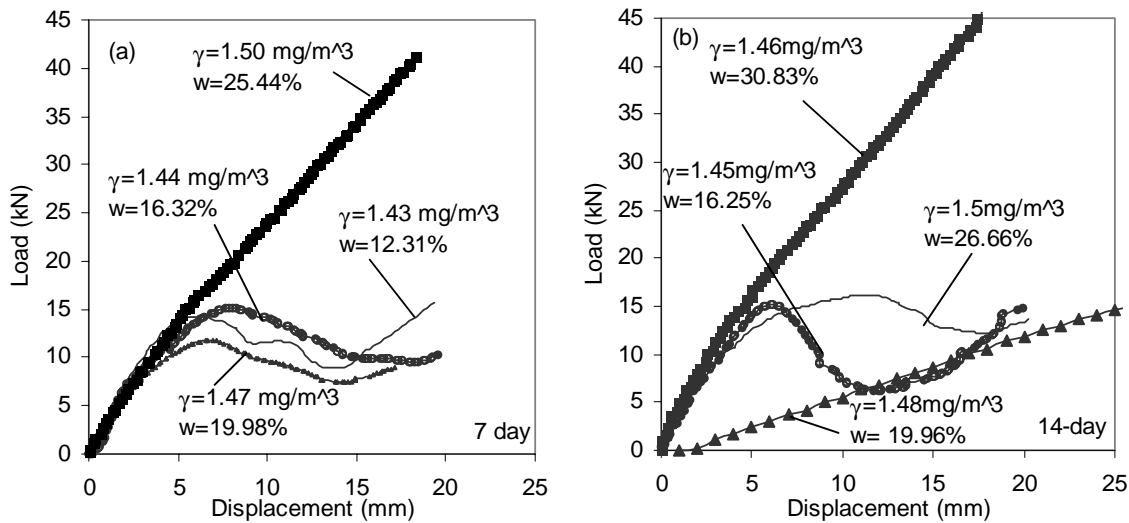 (a)
γ=1.50 mg/m^3
w=25.44%
γ=1.44 mg/m^3
w=16.32%
γ=1.43 mg/m^3
w=12.31%
γ=1.47 mg/m^3
w=19.98%
7 day
45
40
35
30
25
20
15
10
5
0
0
5
10
15
20
25
Load (kN)
Displacement (mm)
(b)
γ=1.46mg/m^3
w=30.83%
γ=1.45mg/m^3
w=16.25%
γ=1.5mg/m^3
w=26.66%
γ=1.48mg/m^3
w= 19.96%
14-day
45
40
35
30
25
20
15
10
5
0
0
5
10
15
20
25
Load (kN)
Displacement (mm)